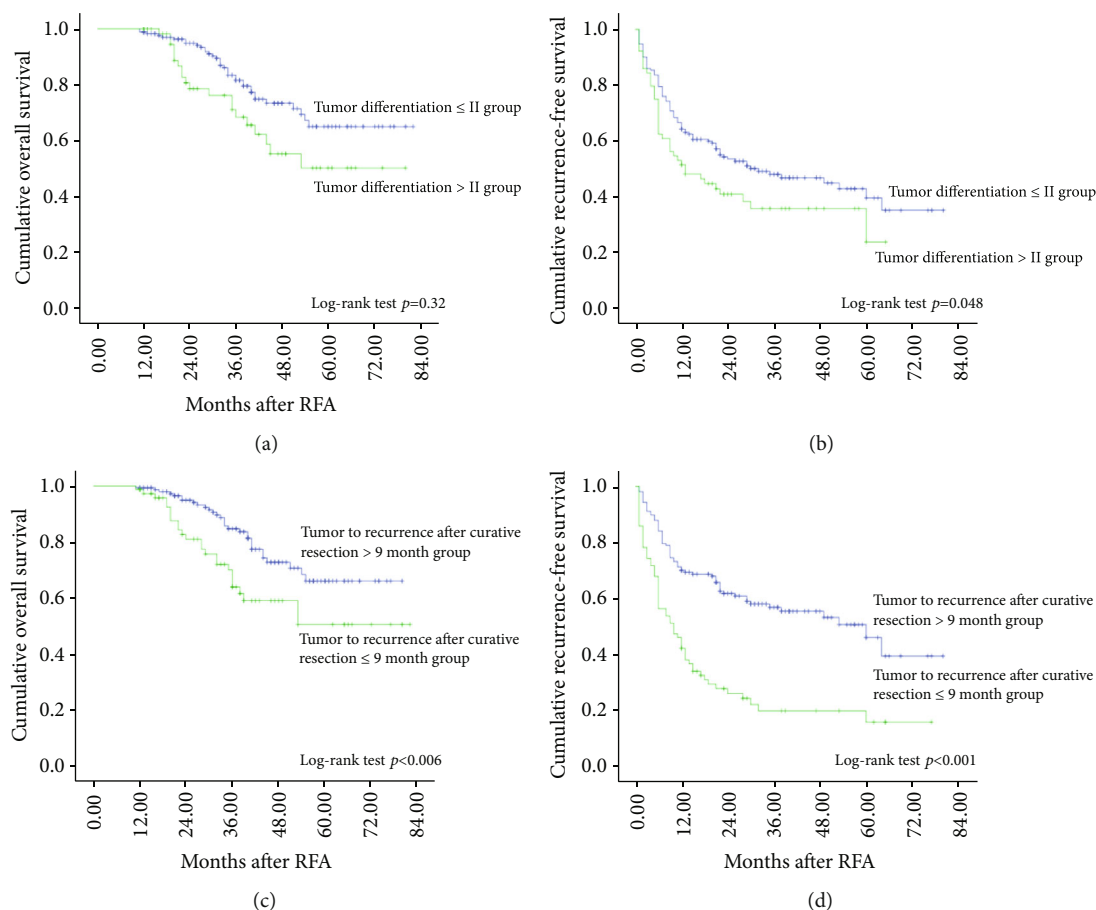 Cumulative overall survival
1.0
0.8
0.6
0.4
0.2
0.0
Tumor differentiation ≤ II group
Tumor differentiation > II group
Log-rank test p=0.32
0.00
12.00
24.00
36.00
48.00
60.00
72.00
84.00
Months after RFA
(a)
Cumulative recurrence-free survival
1.0
0.8
0.6
0.4
0.2
0.0
Tumor differentiation ≤ II group
Tumor differentiation > II group
Log-rank test p=0.048
0.00
12.00
24.00
36.00
48.00
60.00
72.00
84.00
(b)
Cumulative overall survival
1.0
0.8
0.6
0.4
0.2
0.0
Tumor to recurrence after curative
resection > 9 month group
Tumor to recurrence after curative
resection ≤ 9 month group
Log-rank test p<0.006
0.00
12.00
24.00
36.00
48.00
60.00
72.00
84.00
Months after RFA
(c)
Cumulative recurrence-free survival
1.0
0.8
0.6
0.4
0.2
0.0
Tumor to recurrence after curative
resection > 9 month group
Tumor to recurrence after curative
resection ≤ 9 month group
Log-rank test p<0.001
0.00
12.00
24.00
36.00
48.00
60.00
72.00
84.00
Months after RFA
(d)